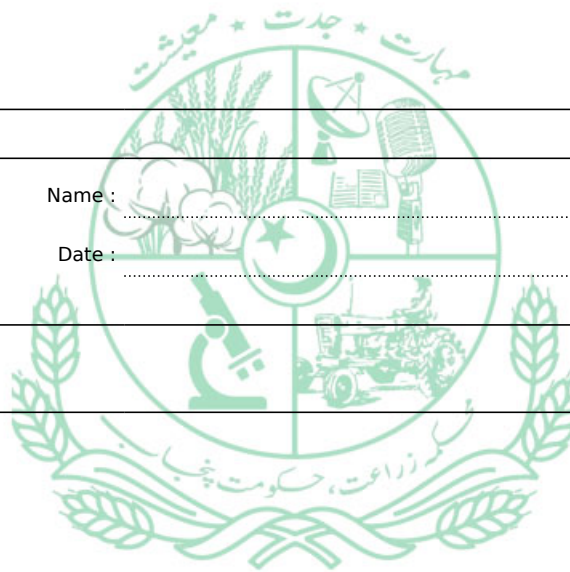 مہارت ٭ جدت ٭ معیشت
Name :
Date :
محکمہ زراعت، حکومت پنجاب